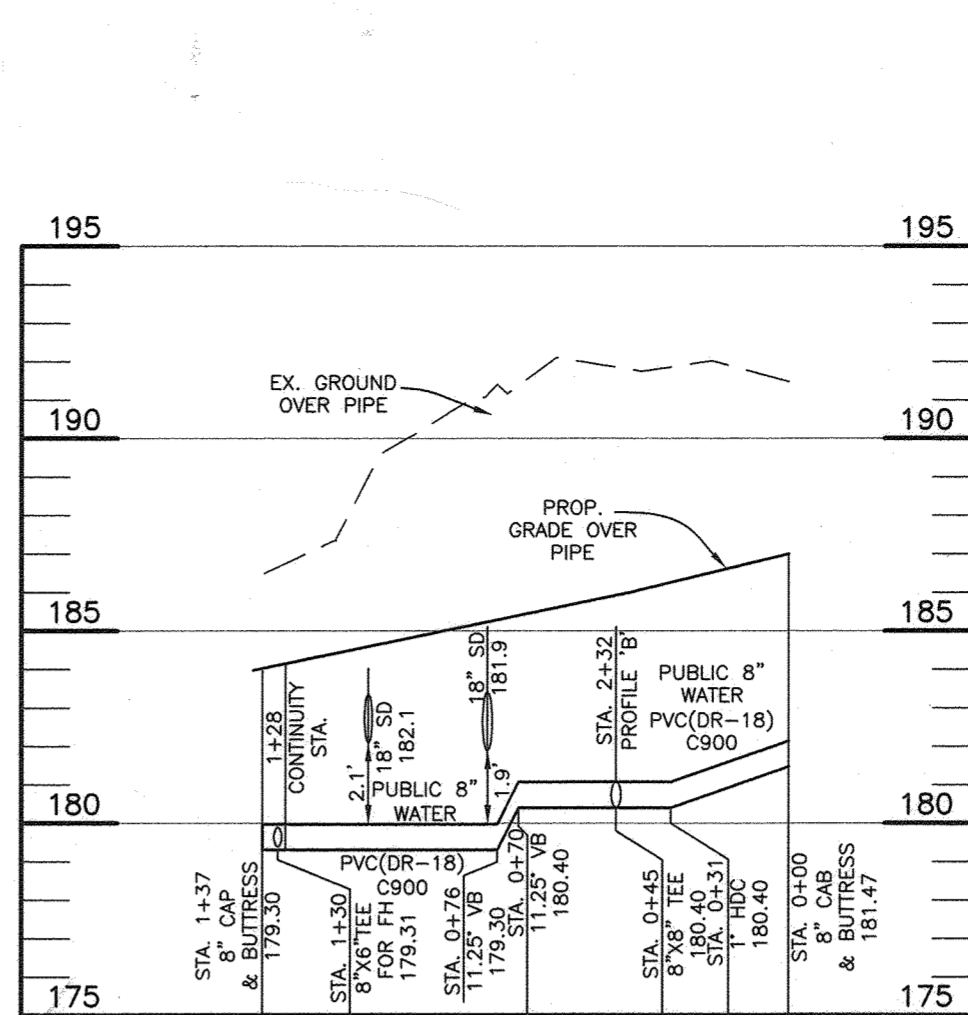 195
195
EX. GROUND
OVER PIPE
190
190
PROP.
GRADE OVER
PIPE
185
185
1+28
CONTINUITY
STA.
2.1'
18" SD
182.1
18" SD
181.9
1.9'
STA. 2+32
PROFILE 'B'
PUBLIC 8"
WATER
PVC(DR-18)
C900
PUBLIC 8"
WATER
180
180
PVC(DR-18)
C900
STA. 1+37
8" CAP
& BUTTRESS
179.30
STA. 1+30
8"X6"TEE
FOR FH
179.31
STA. 0+76
11.25° VB
179.30
STA. 0+70
11.25° VB
180.40
STA. 0+45
8"X8" TEE
180.40
STA. 0+31
1° HDC
180.40
STA. 0+00
8" CAB
& BUTTRESS
181.47
175
175